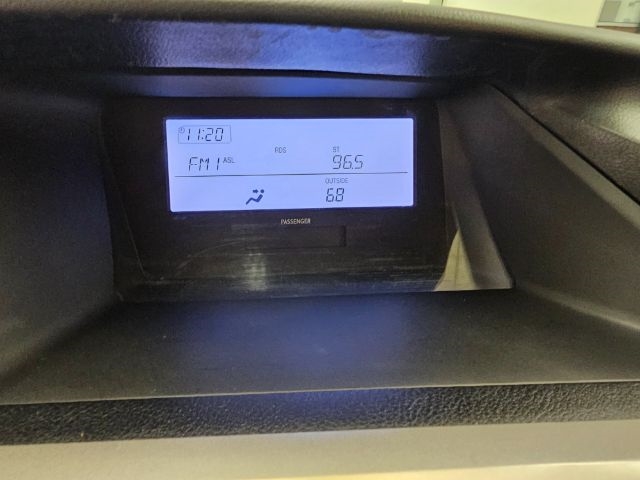 11:20
RDS ST
FM1 ASL 96.5
OUTSIDE
68
PASSENGER